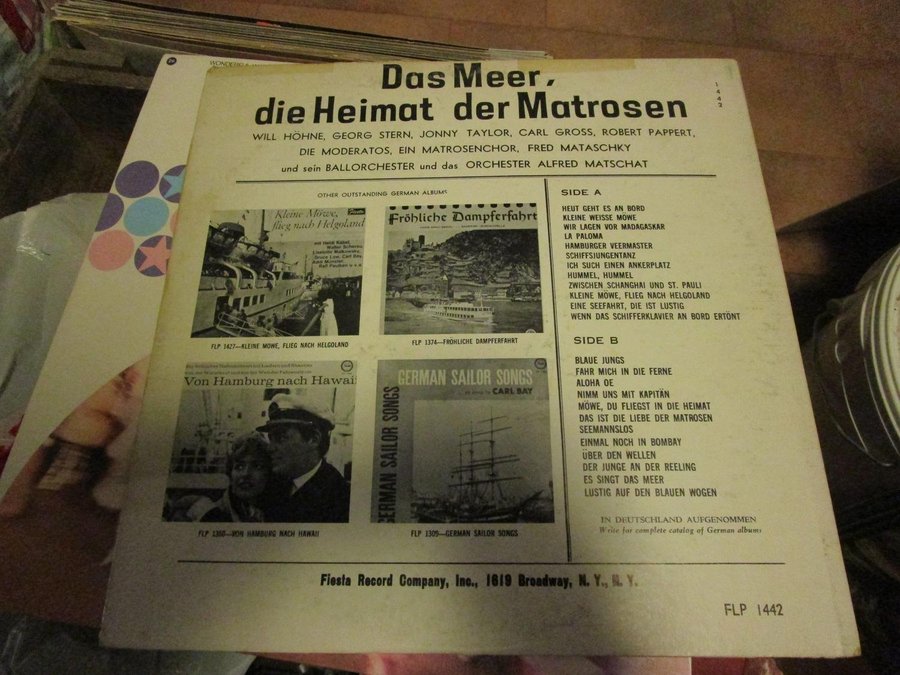 Das Meer,
die Heimat der Matrosen
1442
WILL HÖHNE, GEORG STERN, JONNY TAYLOR, CARL GROSS, ROBERT PAPPERT,
DIE MODERATOS, EIN MATROSENCHOR, FRED MATASCHKY
und sein BALLORCHESTER und das ORCHESTER ALFRED MATSCHAT
OTHER OUTSTANDING GERMAN ALBUMS
Kleine Möwe,
flieg nach Helgoland
FLP 1427—KLEINE MOWE, FLIEG NACH HELGOLAND
Fröhliche Dampferfahrt
FLP 1374—FRÖHLICHE DAMPFERFAHRT
Von Hamburg nach Hawaii
FLP 1360—VON HAMBURG NACH HAWAII
GERMAN SAILOR SONGS
CARL BAY
GERMAN SAILOR SONGS
FLP 1309—GERMAN SAILOR SONGS
SIDE A
HEUT GEHT ES AN BORD
KLEINE WEISSE MÖWE
WIR LAGEN VOR MADAGASKAR
LA PALOMA
HAMBURGER VEERMASTER
SCHIFFSJUNGENTANZ
ICH SUCH EINEN ANKERPLATZ
HUMMEL, HUMMEL
ZWISCHEN SCHANGHAI UND ST. PAULI
KLEINE MÖWE, FLIEG NACH HELGOLAND
EINE SEEFAHRT, DIE IST LUSTIG
WENN DAS SCHIFERKLAVIER AN BORD ERTÖNT
SIDE B
BLAUE JUNGS
FAHR MICH IN DIE FERNE
ALOHA OE
NIMM UNS MIT KAPITÄN
MÖWE, DU FLIEGST IN DIE HEIMAT
DAS IST DIE LIEBE DER MATROSEN
SEEMANNSLOS
EINMAL NOCH IN BOMBAY
ÜBER DEN WELLEN
DER JUNGE AN DER REELING
ES SINGT DAS MEER
LUSTIG AUF DEN BLAUEN WOGEN
IN DEUTSCHLAND AUFGENOMMEN
Write for complete catalog of German albums
Fiesta Record Company, Inc., 1619 Broadway, N. Y., N. Y.
FLP 1442